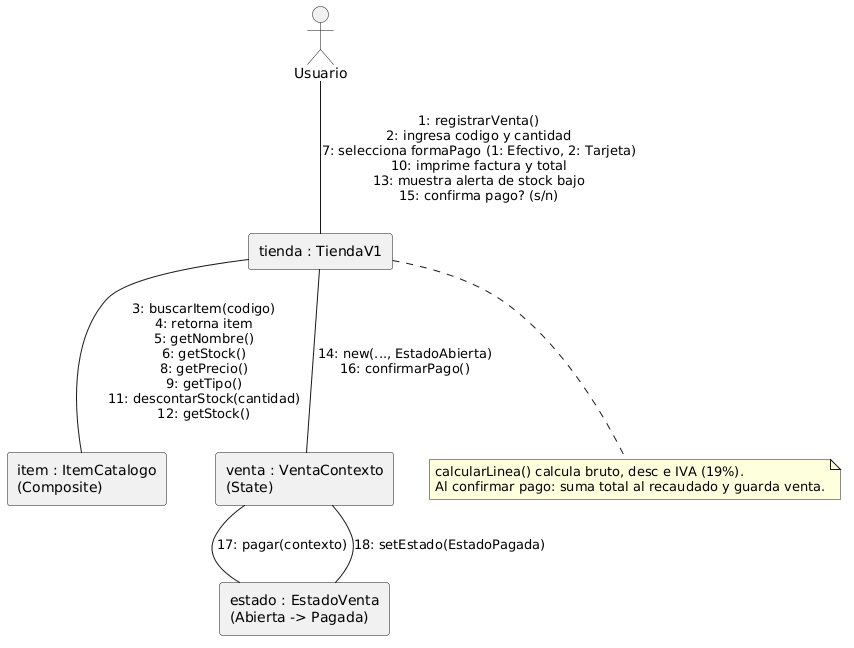 Usuario
1: registrarVenta()
2: ingresa codigo y cantidad
7: selecciona formaPago (1: Efectivo, 2: Tarjeta)
10: imprime factura y total
13: muestra alerta de stock bajo
15: confirma pago? (s/n)
tienda : TiendaV1
3: buscarItem(codigo)
4: retorna item
5: getNombre()
6: getStock()
8: getPrecio()
9: getTipo()
11: descontarStock(cantidad)
12: getStock()
14: new(..., EstadoAbierta)
16: confirmarPago()
item : ItemCatalogo
(Composite)
venta : VentaContexto
(State)
calcularLinea() calcula bruto, desc e IVA (19%).
Al confirmar pago: suma total al recaudado y guarda venta.
17: pagar(contexto)
18: setEstado(EstadoPagada)
estado : EstadoVenta
(Abierta -> Pagada)